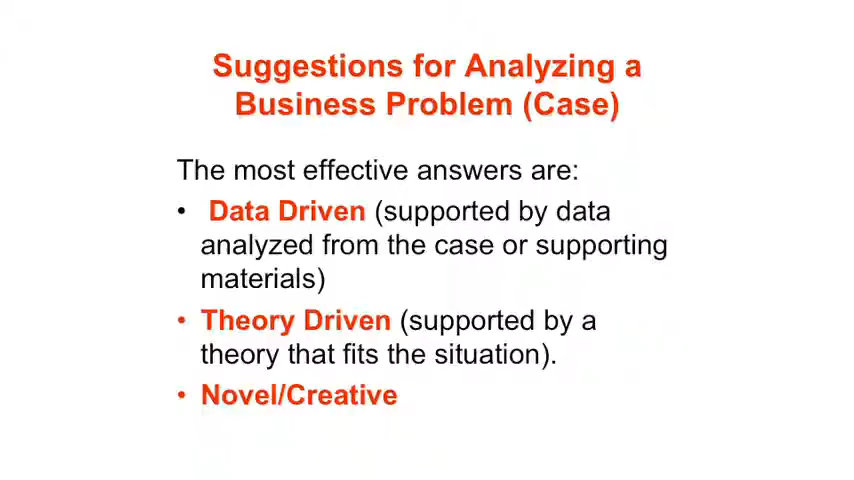 Suggestions for Analyzing a
Business Problem (Case)
The most effective answers are:
• Data Driven (supported by data
analyzed from the case or supporting
materials)
• Theory Driven (supported by a
theory that fits the situation).
• Novel/Creative